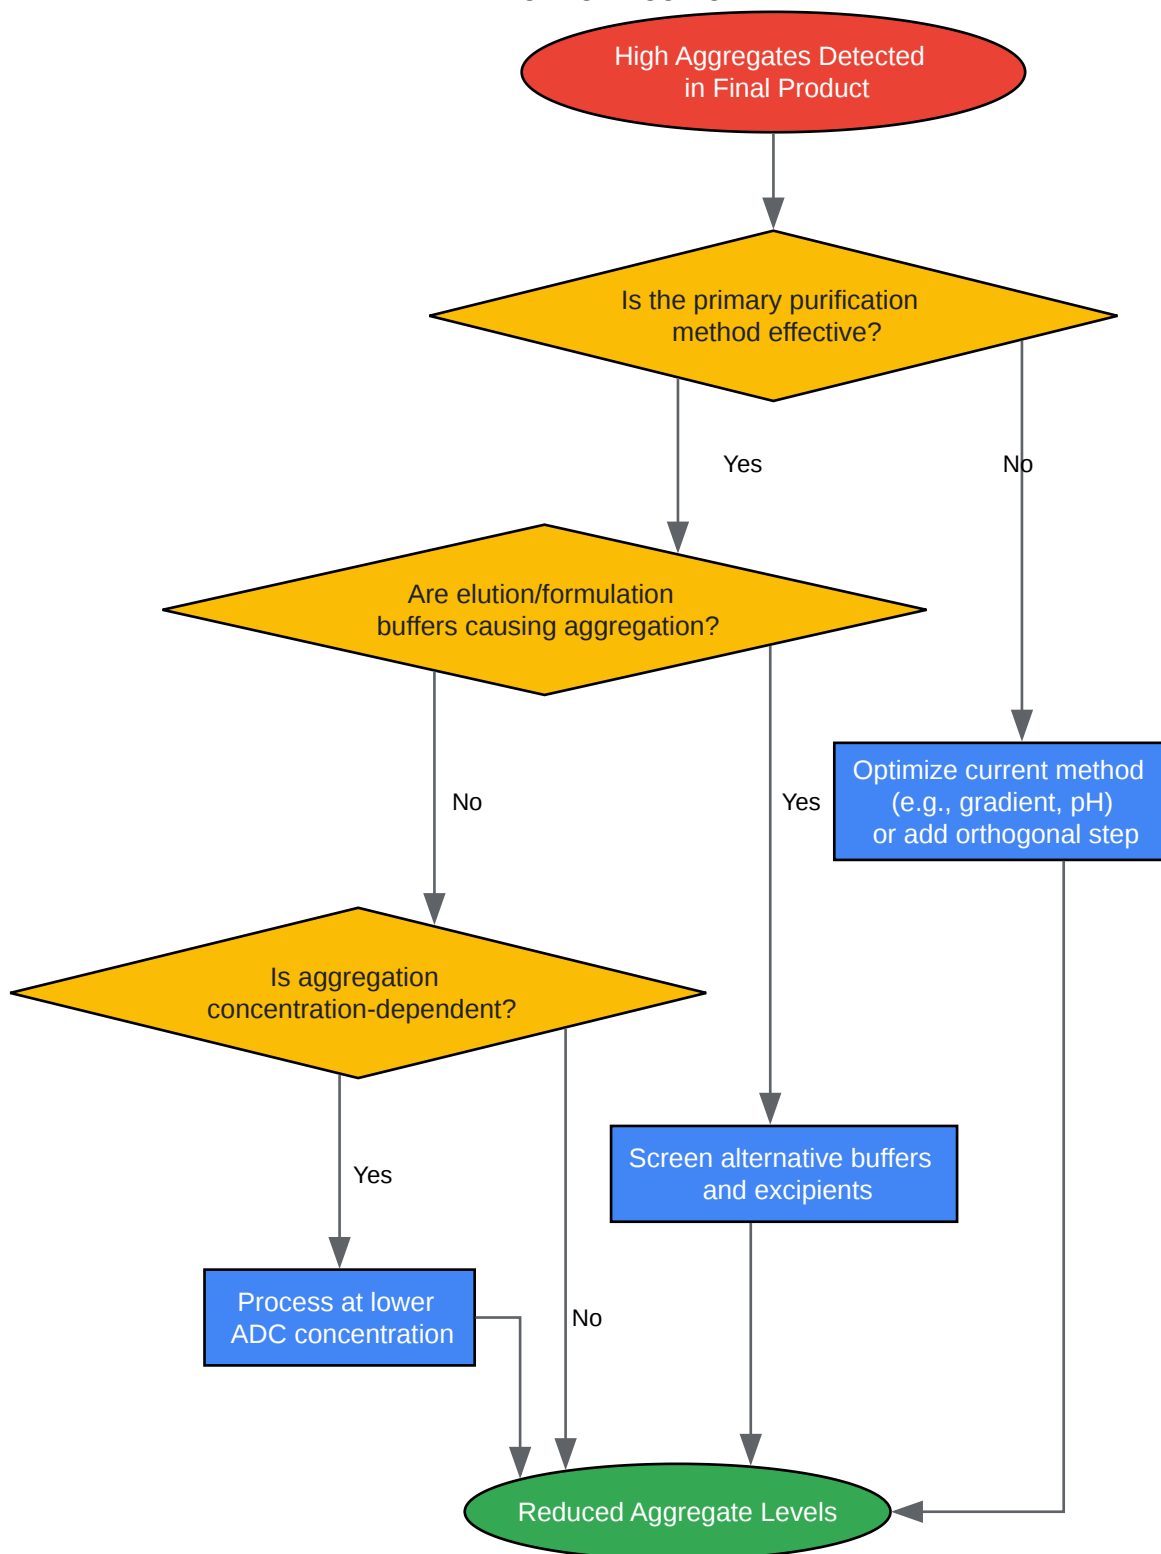 High Aggregates Detected
in Final Product
Is the primary purification
method effective?
Yes
No
Are elution/formulation
buffers causing aggregation?
Optimize current method
(e.g., gradient, pH)
or add orthogonal step
No
Yes
Is aggregation
concentration-dependent?
Screen alternative buffers
and excipients
Yes
Process at lower
ADC concentration
No
Reduced Aggregate Levels